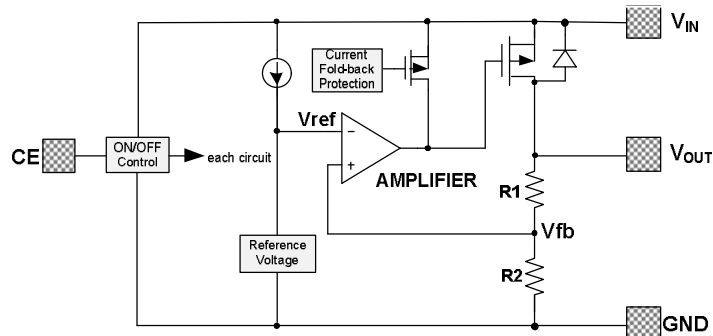 VIN
Current
Fold-back
Protection
Vref
−
+
AMPLIFIER
CE
ON/OFF
Control
each circuit
VOUT
R1
Vfb
Reference
Voltage
R2
GND